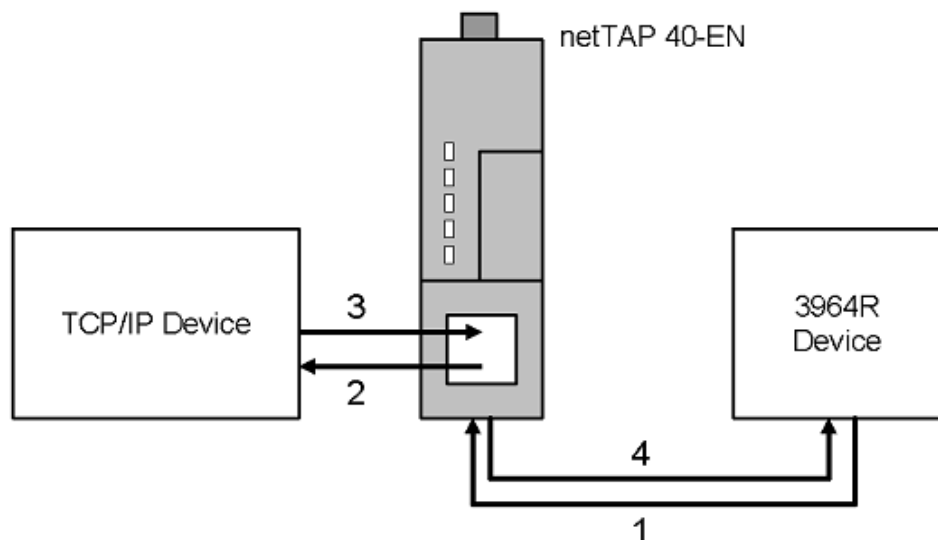 netTAP 40-EN
TCP/IP Device
3
2
3964R
Device
4
1